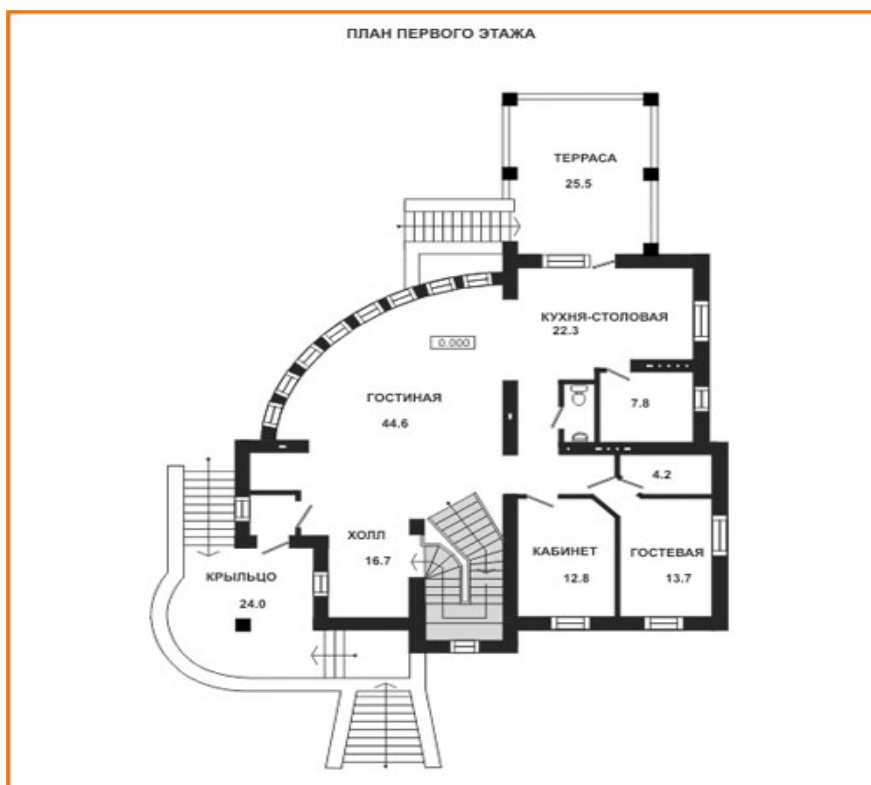 ПЛАН ПЕРВОГО ЭТАЖА
ТЕРРАСА
25.5
КУХНЯ-СТОЛОВАЯ
22.3
0.000
ГОСТИНАЯ
44.6
7.8
4.2
ХОЛЛ
16.7
КАБИНЕТ
12.8
ГОСТЕВАЯ
13.7
КРЫЛЬЦО
24.0